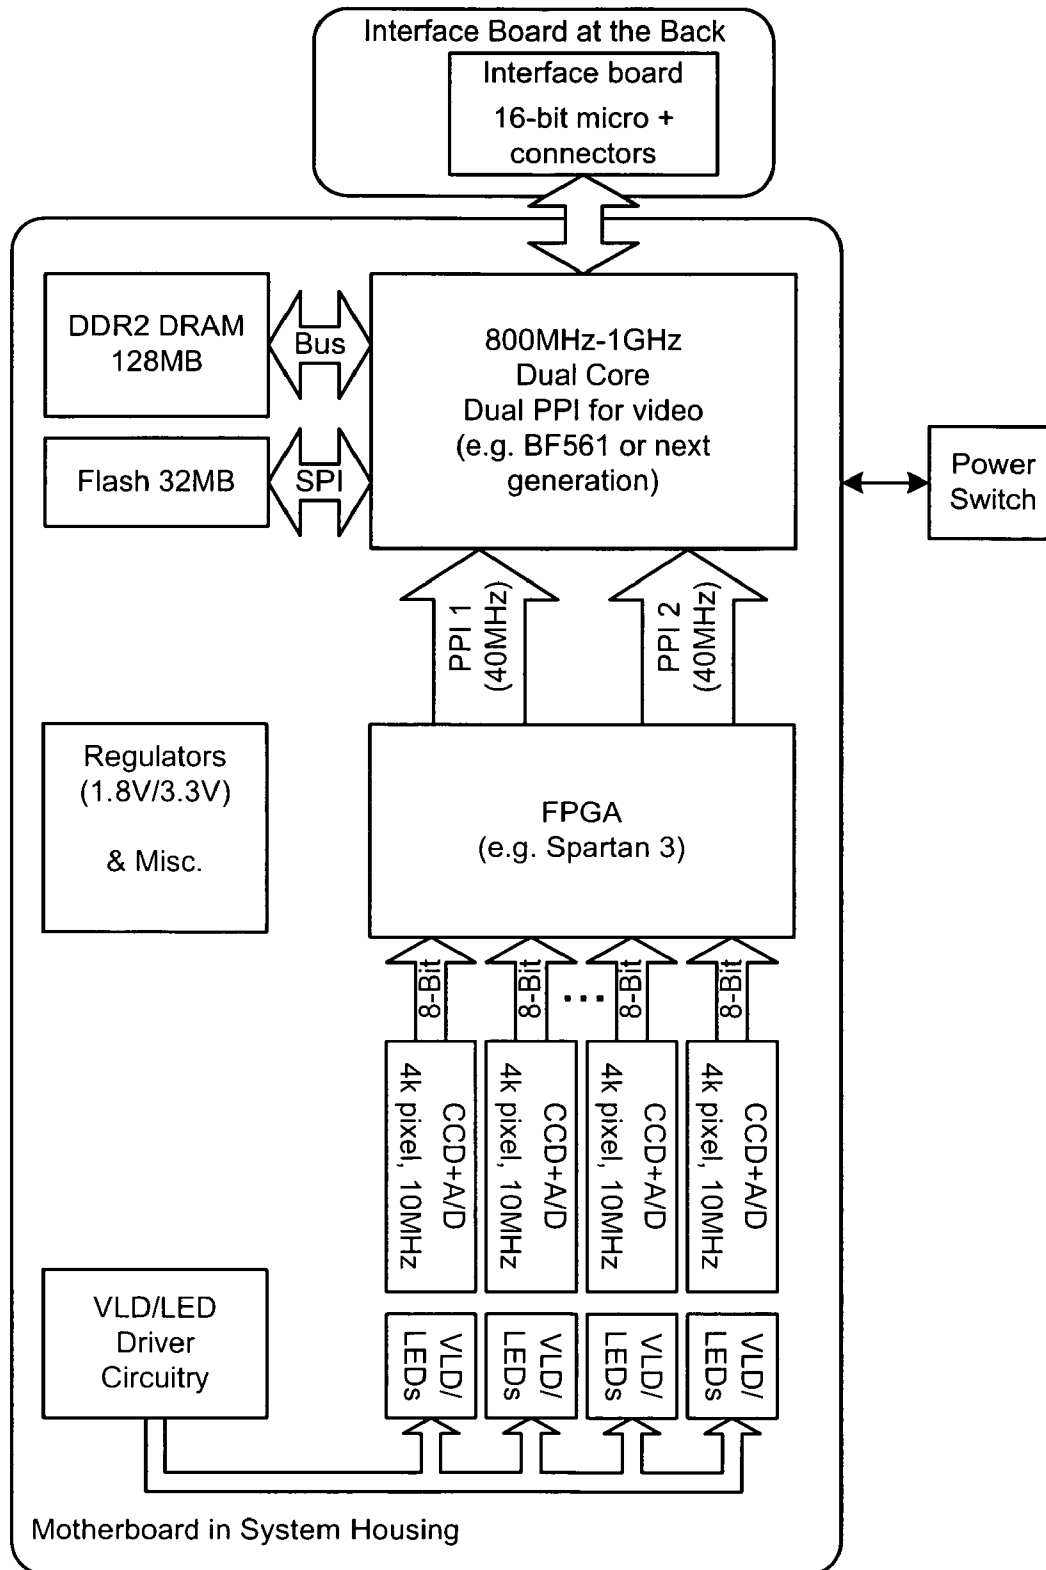 Interface Board at the Back
Interface board
16-bit micro +
connectors
DDR2 DRAM
128MB
Bus
800MHz-1GHz
Dual Core
Dual PPI for video
(e.g. BF561 or next
generation)
Flash 32MB
SPI
Power
Switch
PPI 1
(40MHz)
PPI 2
(40MHz)
Regulators
(1.8V/3.3V)
& Misc.
FPGA
(e.g. Spartan 3)
8-Bit
8-Bit
...
8-Bit
8-Bit
CCD+A/D
4k pixel, 10MHz
CCD+A/D
4k pixel, 10MHz
CCD+A/D
4k pixel, 10MHz
CCD+A/D
4k pixel, 10MHz
VLD/LED
Driver
Circuitry
VLD/
LEDs
VLD/
LEDs
VLD/
LEDs
VLD/
LEDs
Motherboard in System Housing